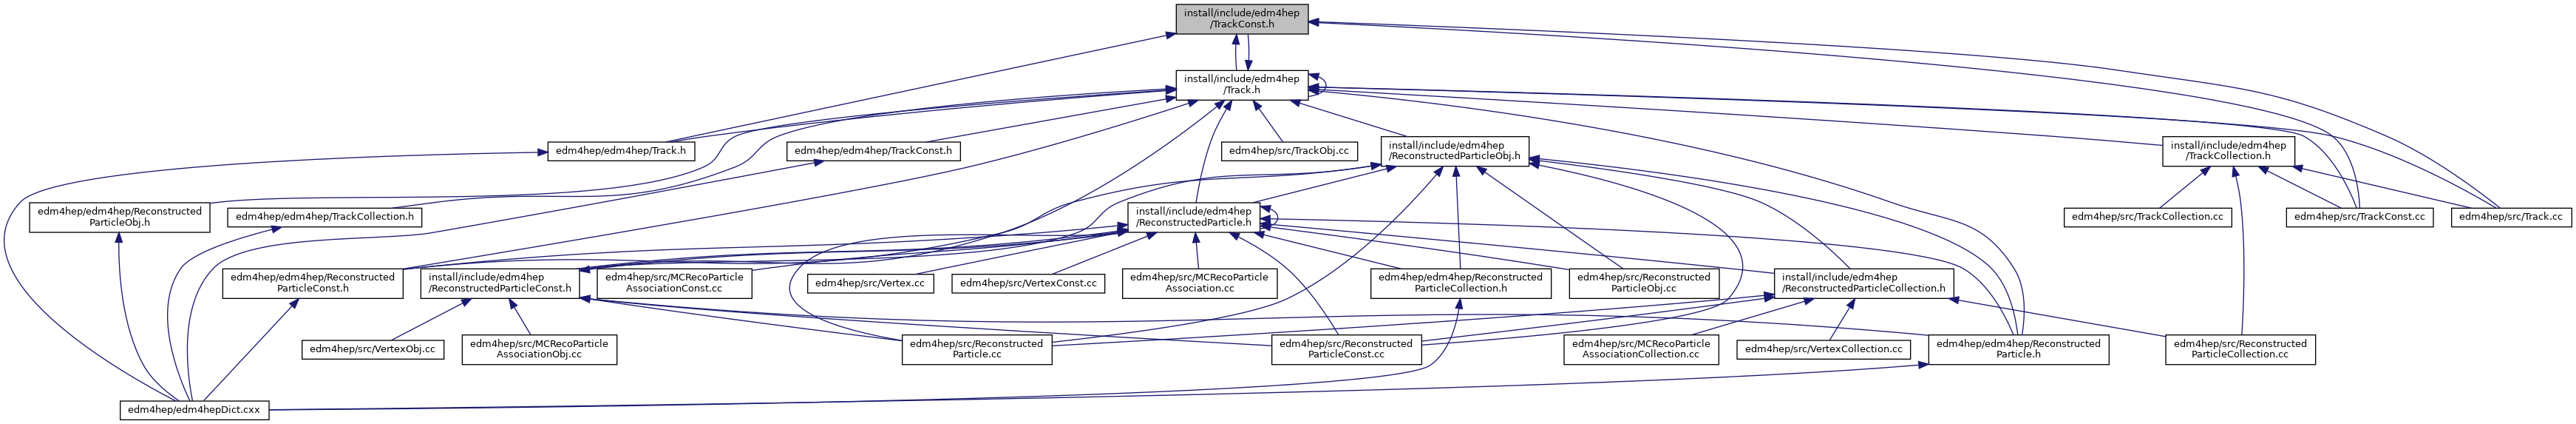 install/include/edm4hep
/TrackConst.h
install/include/edm4hep
/Track.h
edm4hep/edm4hep/Track.h
edm4hep/edm4hep/TrackConst.h
edm4hep/src/TrackObj.cc
install/include/edm4hep
/ReconstructedParticleObj.h
install/include/edm4hep
/TrackCollection.h
edm4hep/edm4hep/Reconstructed
ParticleObj.h
edm4hep/edm4hep/TrackCollection.h
install/include/edm4hep
/ReconstructedParticle.h
edm4hep/src/TrackCollection.cc
edm4hep/src/TrackConst.cc
edm4hep/src/Track.cc
edm4hep/edm4hep/Reconstructed
ParticleConst.h
install/include/edm4hep
/ReconstructedParticleConst.h
edm4hep/src/MCRecoParticle
AssociationConst.cc
edm4hep/src/Vertex.cc
edm4hep/src/VertexConst.cc
edm4hep/src/MCRecoParticle
Association.cc
edm4hep/edm4hep/Reconstructed
ParticleCollection.h
edm4hep/src/Reconstructed
ParticleObj.cc
install/include/edm4hep
/ReconstructedParticleCollection.h
edm4hep/src/VertexObj.cc
edm4hep/src/MCRecoParticle
AssociationObj.cc
edm4hep/src/Reconstructed
Particle.cc
edm4hep/src/Reconstructed
ParticleConst.cc
edm4hep/src/MCRecoParticle
AssociationCollection.cc
edm4hep/src/VertexCollection.cc
edm4hep/edm4hep/Reconstructed
Particle.h
edm4hep/src/Reconstructed
ParticleCollection.cc
edm4hep/edm4hepDict.cxx